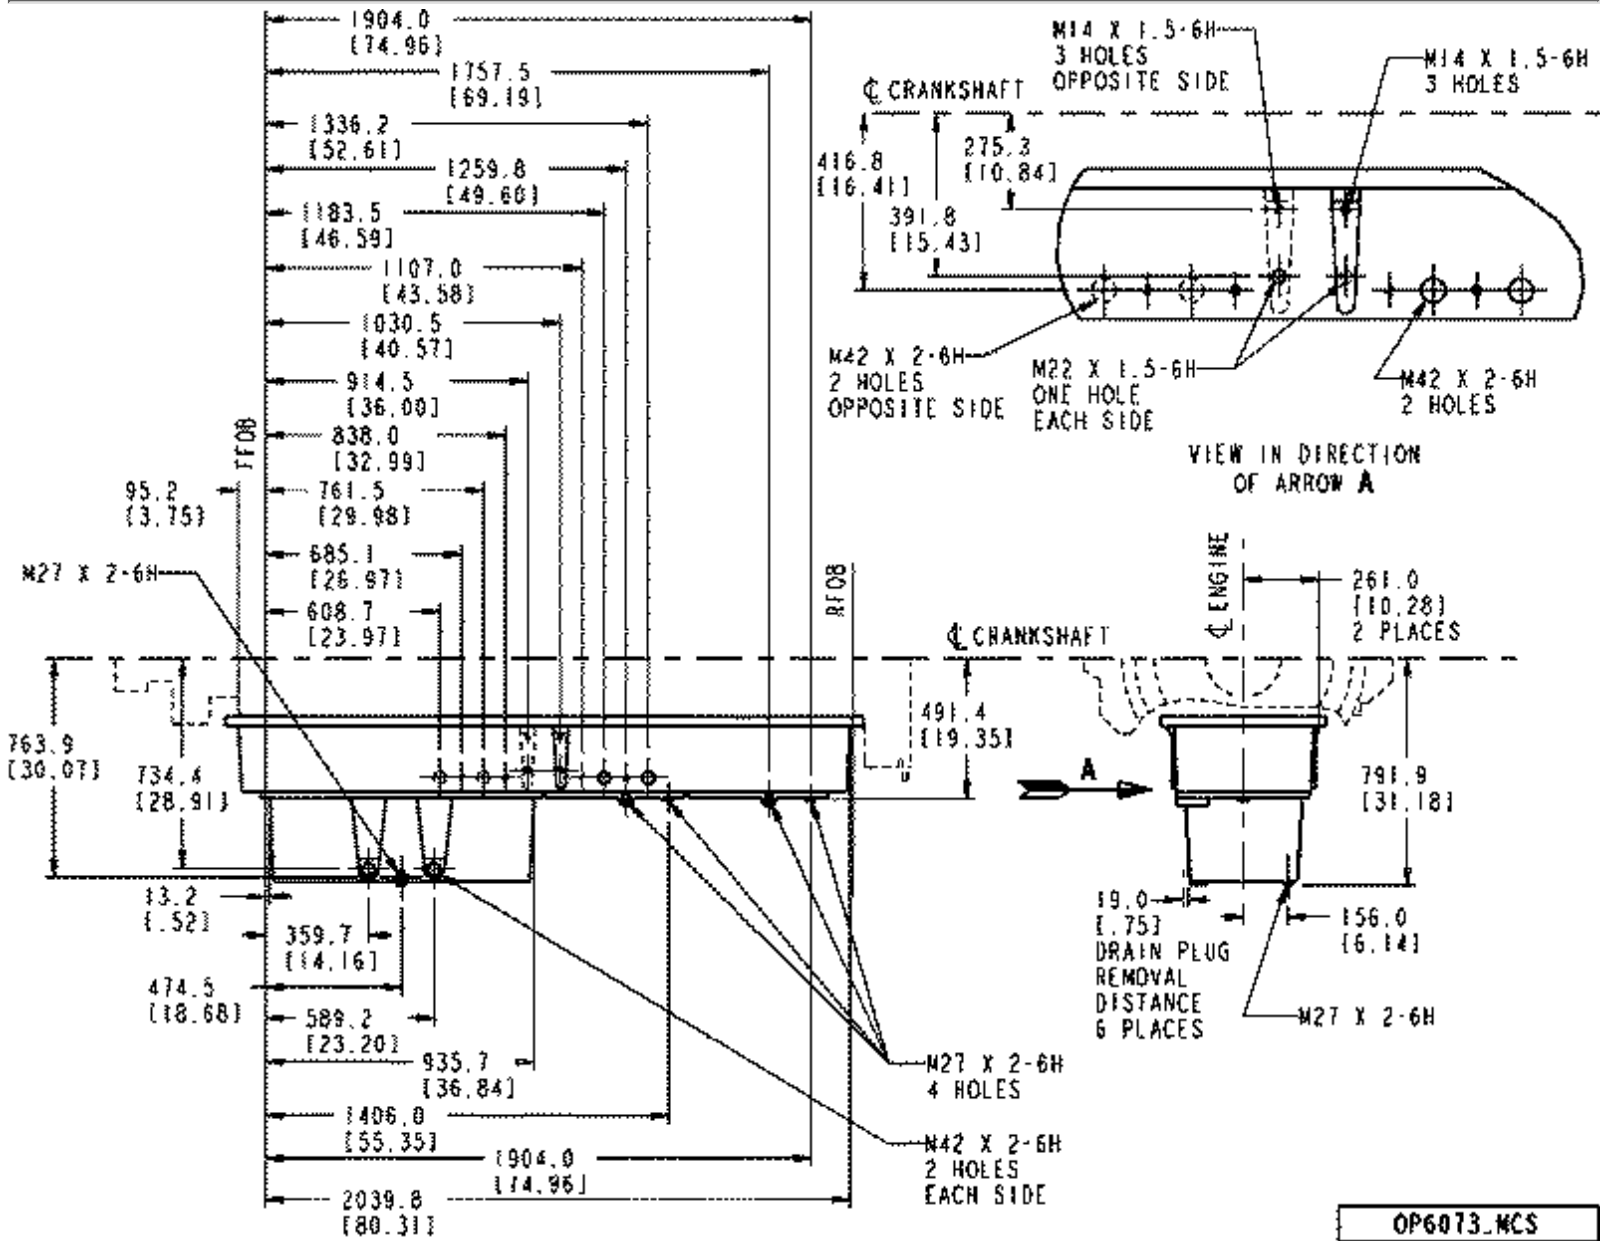 1904.0
[74.96]
1757.5
[69.19]
1336.2
[52.61]
1259.8
[49.60]
1183.5
[46.59]
1107.0
[43.58]
1030.5
[40.57]
914.5
[36.00]
838.0
[32.99]
761.5
[29.98]
685.1
[26.97]
608.7
[23.97]
FFOB
95.2
[3.75]
M27 X 2-6H
RFOB
763.9
[30.07]
734.4
[28.91]
13.2
[.52]
359.7
[14.16]
474.5
[18.68]
589.2
[23.20]
935.7
[36.84]
1406.0
[55.35]
1904.0
[74.96]
2039.8
[80.31]
M27 X 2-6H
4 HOLES
M42 X 2-6H
2 HOLES
EACH SIDE
CRANKSHAFT
491.4
[19.35]
M14 X 1.5-6H
3 HOLES
OPPOSITE SIDE
M14 X 1.5-6H
3 HOLES
CRANKSHAFT
416.8
[16.41]
391.8
[15.43]
275.3
[10.84]
M42 X 2-6H
2 HOLES
OPPOSITE SIDE
M22 X 1.5-6H
ONE HOLE
EACH SIDE
M42 X 2-6H
2 HOLES
VIEW IN DIRECTION
OF ARROW A
ENGINE
261.0
[10.28]
2 PLACES
A
791.9
[31.18]
19.0
[.75]
DRAIN PLUG
REMOVAL
DISTANCE
6 PLACES
156.0
[6.14]
M27 X 2-6H
OP6073_MCS